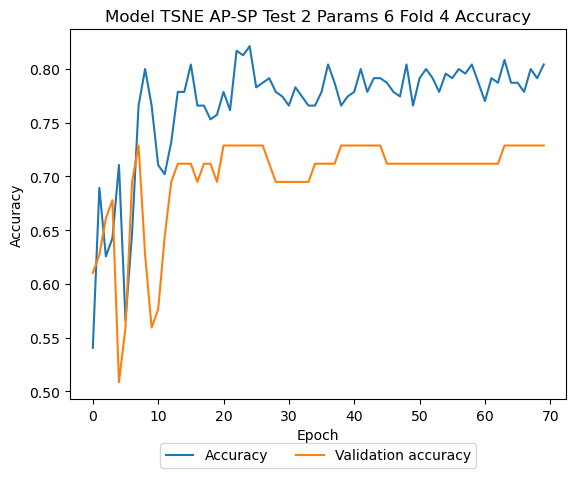 Model TSNE AP-SP Test 2 Params 6 Fold 4 Accuracy
0.80
0.75
0.70
0.65
0.60
0.55
0.50
Accuracy
0 10 20 30 40 50 60 70
Epoch
Accuracy Validation accuracy